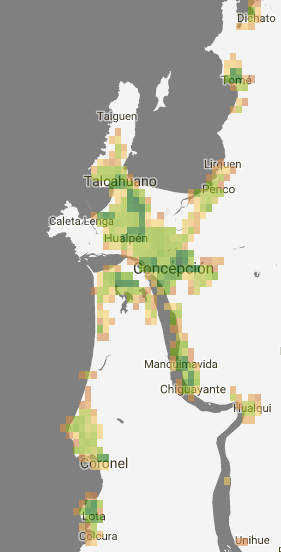 Dichato
Tomé
Taiguen
Lirquen
Talcahuano
Penco
Caleta Lenga
Hualpén
Concepción
Manquimavida
Chiguayante
Hualqui
Coronel
Lota
Colcura
Unihue